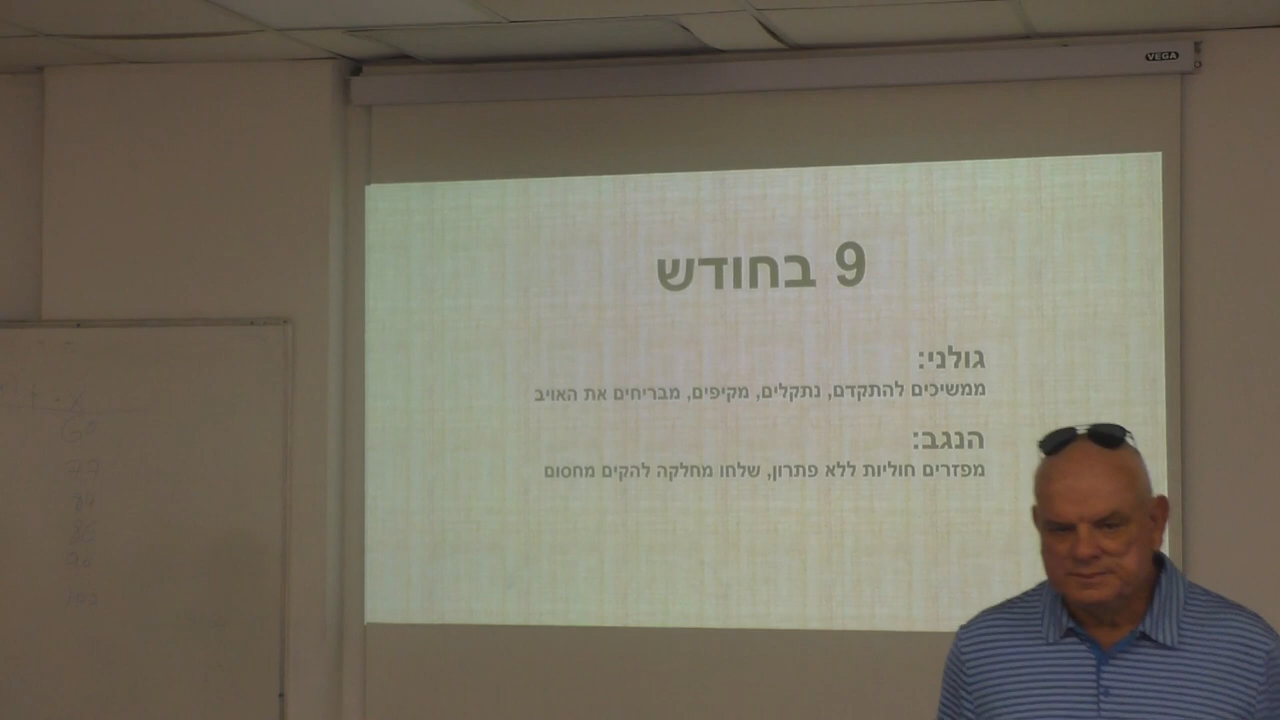 VEGA
9 בחודש
גולני:
ממשיכים להתקדם, נתקלים, מקיפים, מבריחים את האויב
הנגב:
מפזרים חוליות ללא פתרון, שלחו מחלקה להקים מחסום